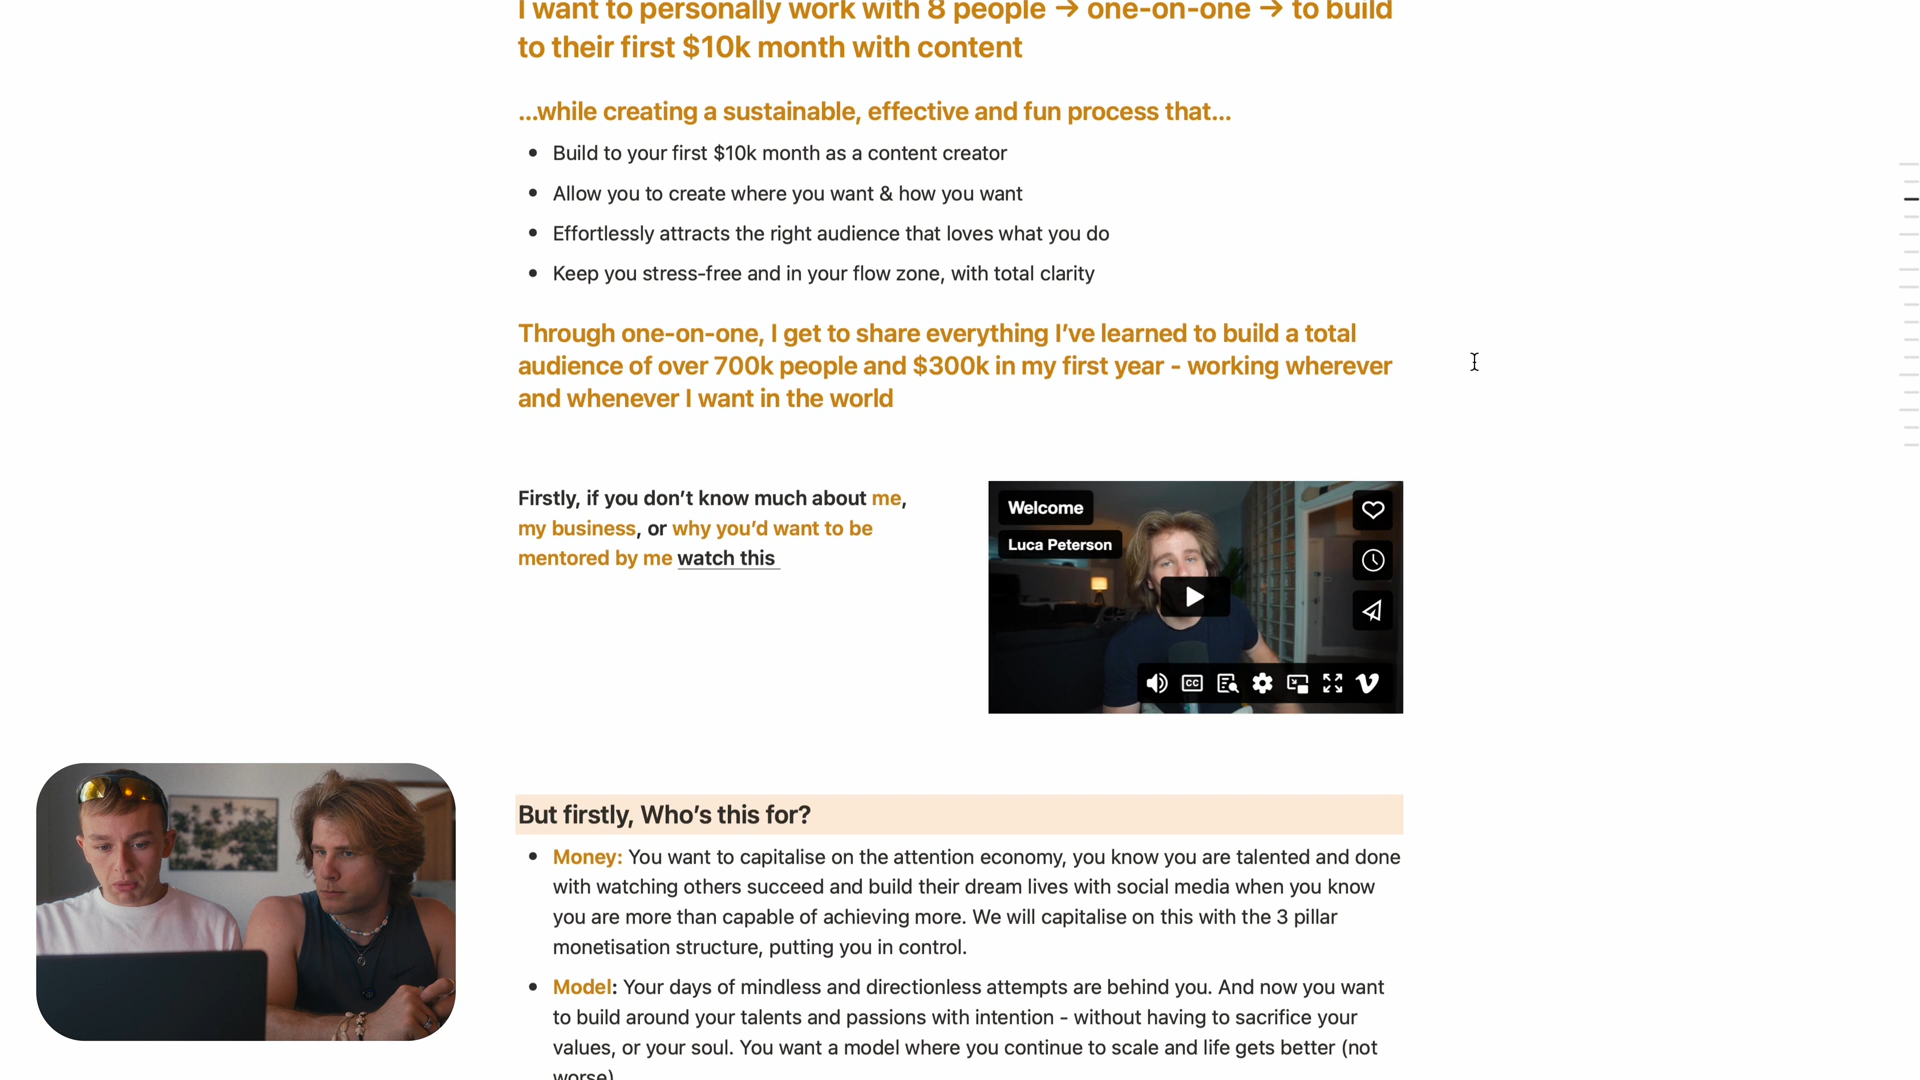 I want to personally work with 8 people → one-on-one → to build
to their first $10k month with content
...while creating a sustainable, effective and fun process that...
• Build to your first $10k month as a content creator
• Allow you to create where you want & how you want
• Effortlessly attracts the right audience that loves what you do
• Keep you stress-free and in your flow zone, with total clarity
Through one-on-one, I get to share everything I’ve learned to build a total
audience of over 700k people and $300k in my first year - working wherever
and whenever I want in the world
Firstly, if you don’t know much about me,
my business, or why you’d want to be
mentored by me watch this
Welcome
Luca Peterson
CC
But firstly, Who’s this for?
• Money: You want to capitalise on the attention economy, you know you are talented and done
with watching others succeed and build their dream lives with social media when you know
you are more than capable of achieving more. We will capitalise on this with the 3 pillar
monetisation structure, putting you in control.
• Model: Your days of mindless and directionless attempts are behind you. And now you want
to build around your talents and passions with intention - without having to sacrifice your
values, or your soul. You want a model where you continue to scale and life gets better (not
worse)